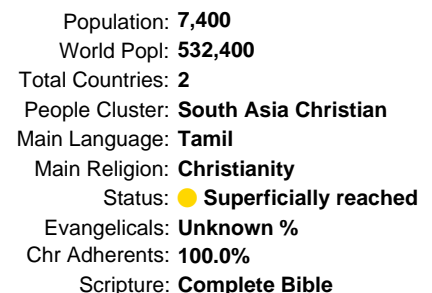 Population: 7,400
World Popl: 532,400
Total Countries: 2
People Cluster: South Asia Christian
Main Language: Tamil
Main Religion: Christianity
Status: Superficially reached
Evangelicals: Unknown %
Chr Adherents: 100.0%
Scripture: Complete Bible